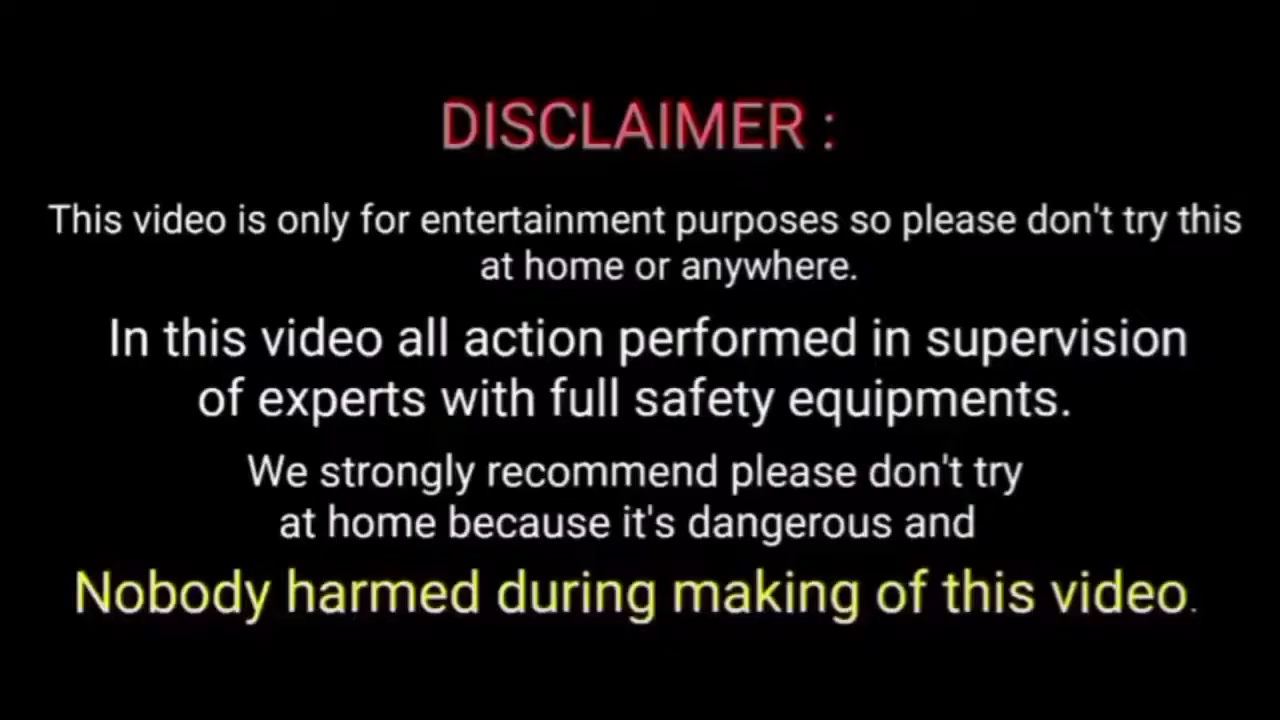 DISCLAIMER :
This video is only for entertainment purposes so please don't try this
at home or anywhere.
In this video all action performed in supervision
of experts with full safety equipments.
We strongly recommend please don't try
at home because it's dangerous and
Nobody harmed during making of this video.